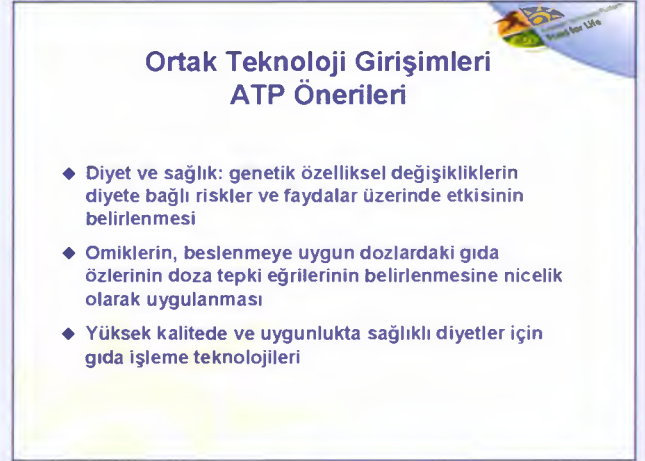 Food for Life
Ortak Teknoloji Girişimleri
ATP Önerileri
◆ Diyet ve sağlık: genetik özelliksel değişikliklerin
diyete bağlı riskler ve faydalar üzerinde etkisinin
belirlenmesi
◆ Omiklerin, beslenmeye uygun dozlardaki gıda
özlerinin doza tepki eğrilerinin belirlenmesine nicelik
olarak uygulanması
◆ Yüksek kalitede ve uygunlukta sağlıklı diyetler için
gıda işleme teknolojileri